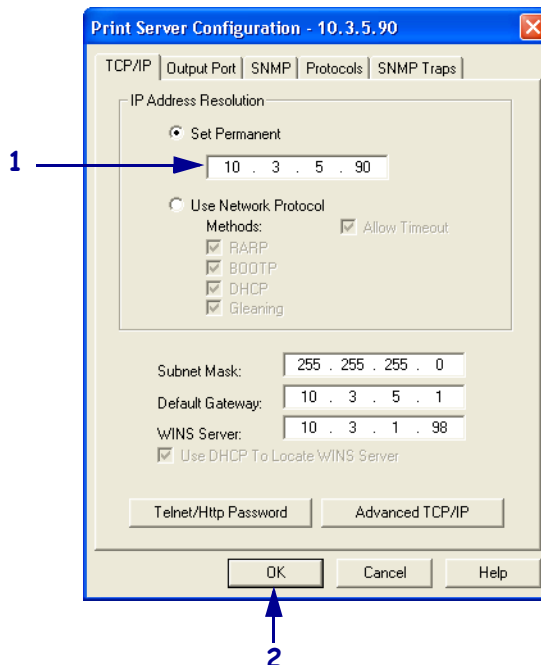 Print Server Configuration - 10.3.5.90
TCP/IP Output Port SNMP Protocols SNMP Traps
IP Address Resolution
Set Permanent
1
10 . 3 . 5 . 90
Use Network Protocol
Methods: Allow Timeout
RARP
BOOTP
DHCP
Gleaning
Subnet Mask: 255 . 255 . 255 . 0
Default Gateway: 10 . 3 . 5 . 1
WINS Server: 10 . 3 . 1 . 98
Use DHCP To Locate WINS Server
Telnet/Http Password Advanced TCP/IP
OK Cancel Help
2